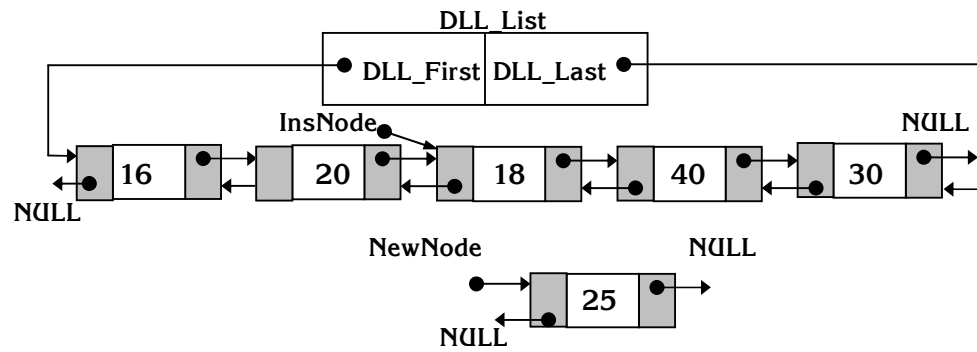 DLL_List
DLL_First DLL_Last
InsNode
NULL
16 20 18 40 30
NULL
NewNode NULL
25
NULL